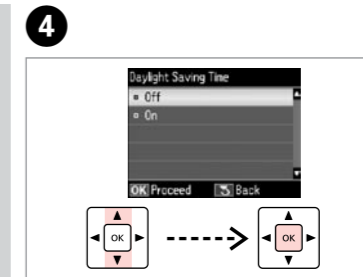 4
Daylight Saving Time
Off
On
OK Proceed Back
OK OK